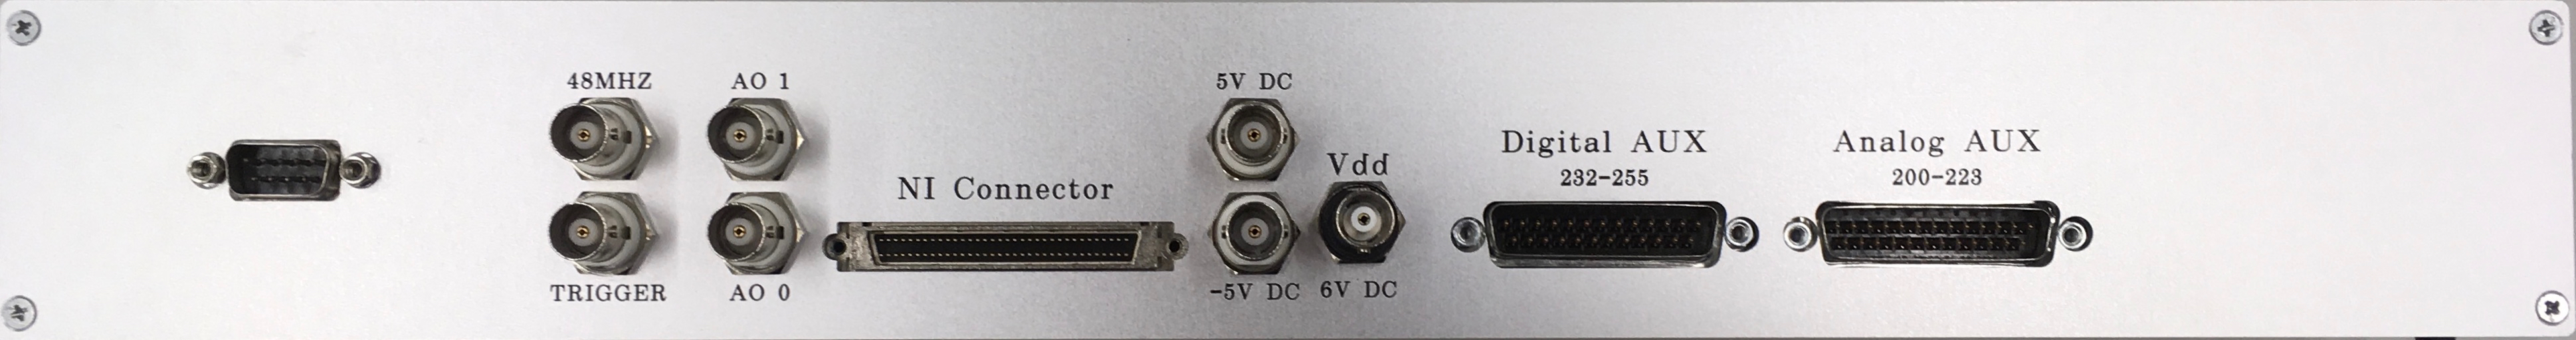 48MHZ
AO 1
TRIGGER
AO 0
NI Connector
5V DC
-5V DC
Vdd
6V DC
Digital AUX
232-255
Analog AUX
200-223